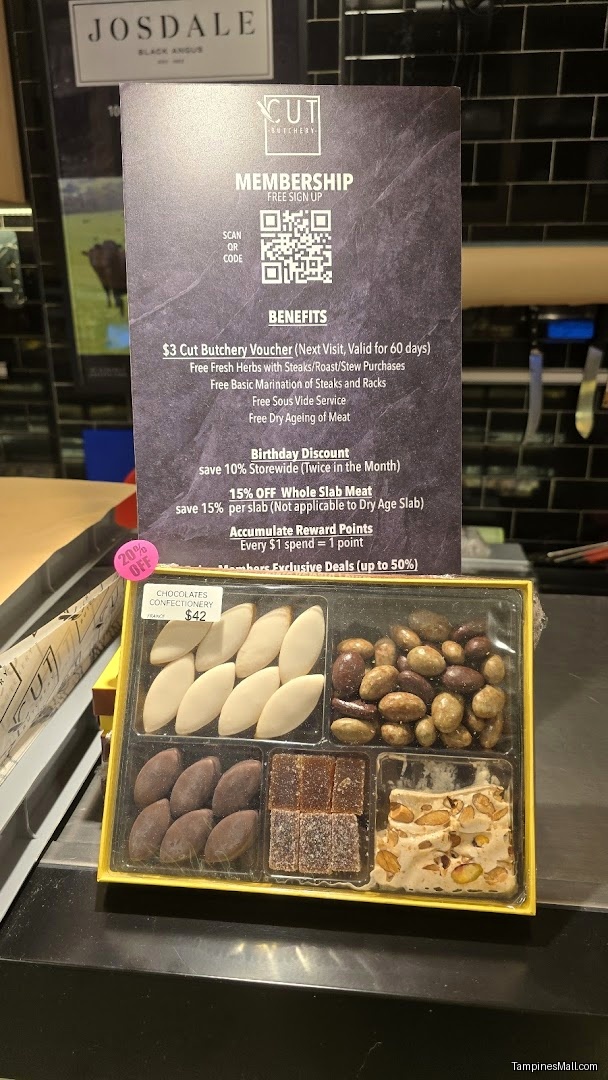 JOSDALE
BLACK ANGUS
CUT
BUTCHERY
MEMBERSHIP
FREE SIGN UP
SCAN
QR
CODE
BENEFITS
$3 Cut Butchery Voucher (Next Visit, Valid for 60 days)
Free Fresh Herbs with Steaks/Roast/Stew Purchases
Free Basic Marination of Steaks and Racks
Free Sous Vide Service
Free Dry Ageing of Meat
Birthday Discount
save 10% Storewide (Twice in the Month)
15% OFF Whole Slab Meat
save 15% per slab (Not applicable to Dry Age Slab)
Accumulate Reward Points
Every $1 spend = 1 point
Members Exclusive Deals (up to 50%)
20%
OFF
CHOCOLATES
CONFECTIONERY
FRANCE $42
CUT
TampinesMall.com